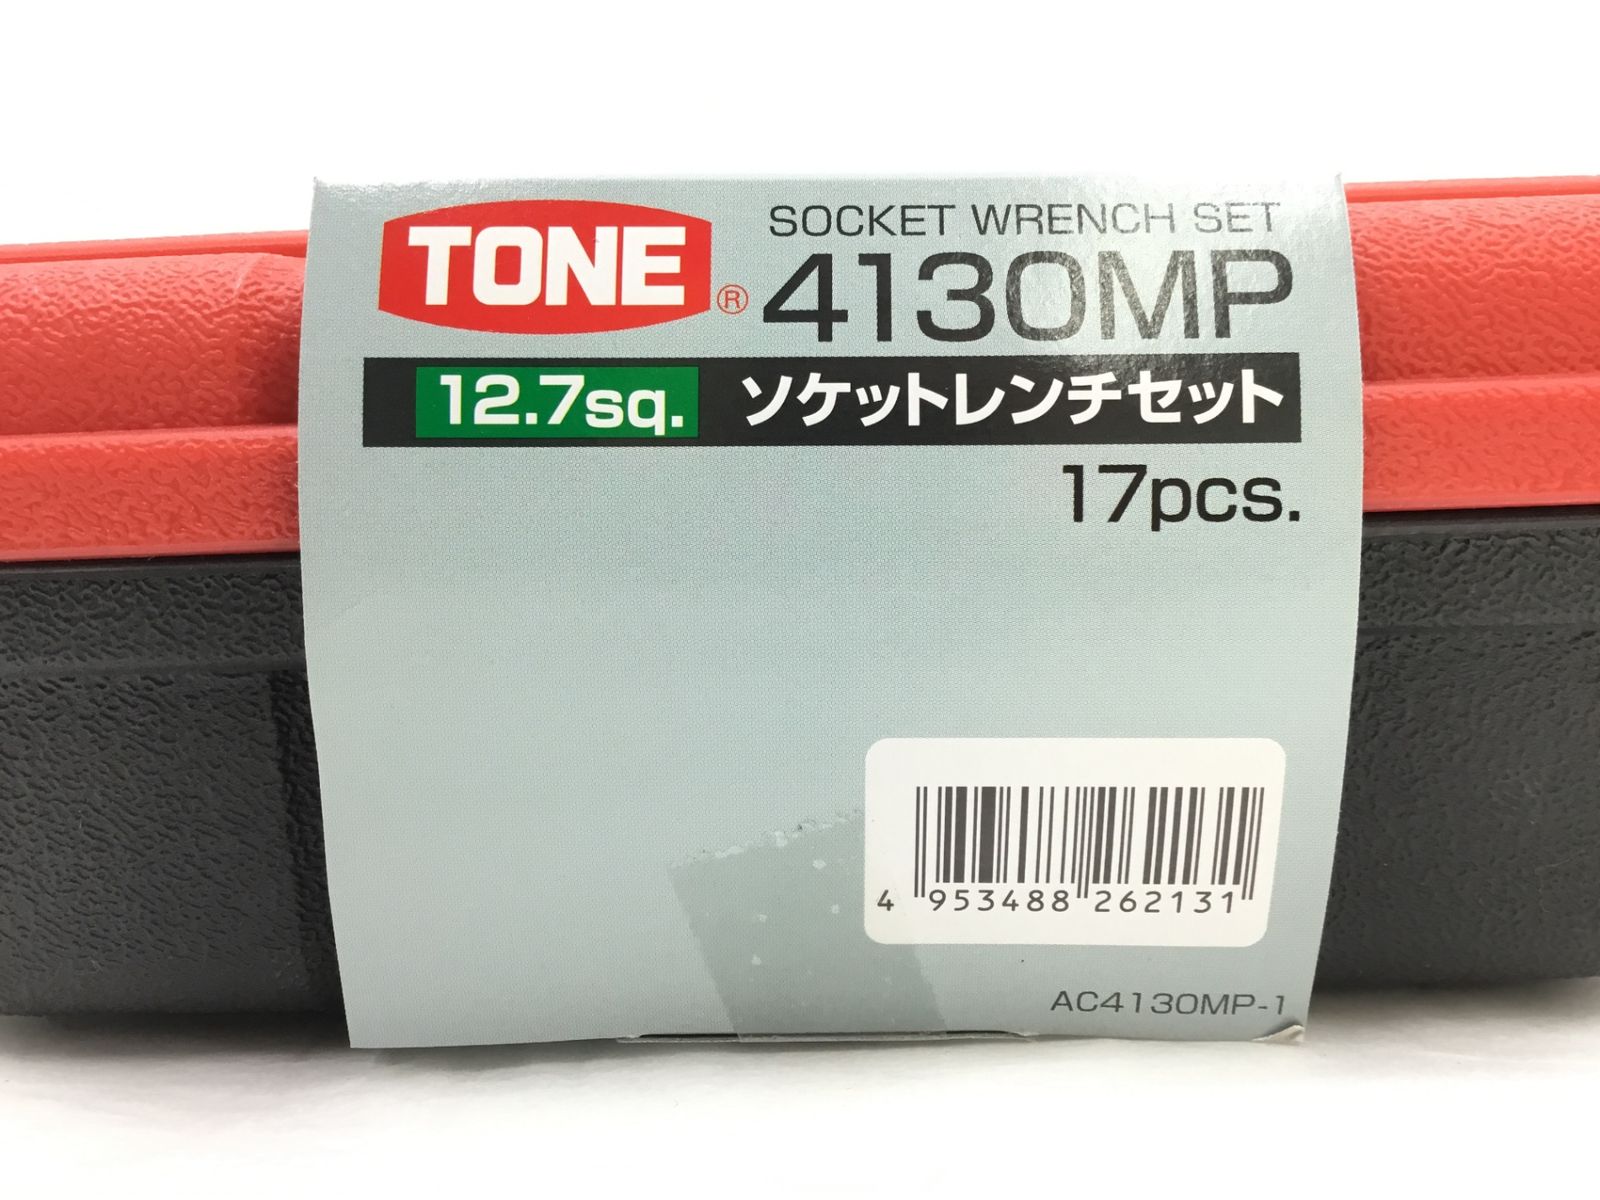 TONE®
SOCKET WRENCH SET
4130MP
12.7sq. ソケットレンチセット
17pcs.
4 953488 262131
AC4130MP-1